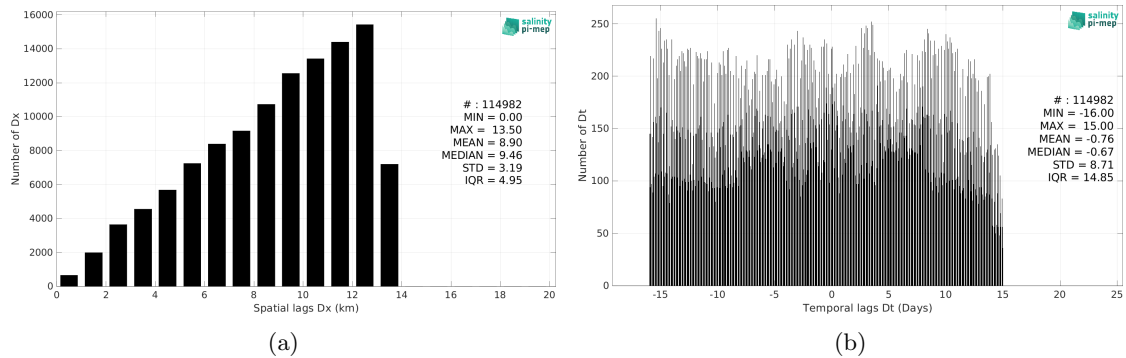 16000
14000
12000
10000
8000
6000
4000
2000
0
Number of Dx
0 2 4 6 8 10 12 14 16 18 20
Spatial lags Dx (km)
salinity
pi-mep
# : 114982
MIN = 0.00
MAX = 13.50
MEAN = 8.90
MEDIAN = 9.46
STD = 3.19
IQR = 4.95
(a)
250
200
150
100
50
0
Number of Dt
-15 -10 -5 0 5 10 15 20 25
Temporal lags Dt (Days)
salinity
pi-mep
# : 114982
MIN = -16.00
MAX = 15.00
MEAN = -0.76
MEDIAN = -0.67
STD = 8.71
IQR = 14.85
(b)